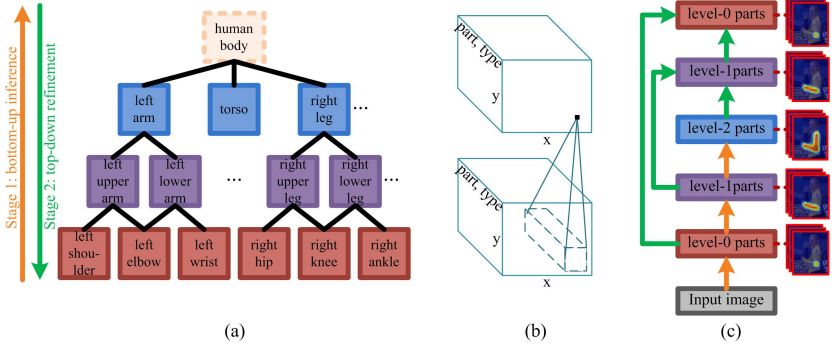 Stage 1: bottom-up inference
Stage 2: top-down refinement
human
body
left
arm
torso
right
leg
...
left
upper
arm
left
lower
arm
...
right
upper
leg
right
lower
leg
...
left
shou-
lder
left
elbow
left
wrist
right
hip
right
knee
right
ankle
(a)
part, type
y
x
part, type
y
x
(b)
level-0 parts
level-1parts
level-2 parts
level-1parts
level-0 parts
Input image
(c)